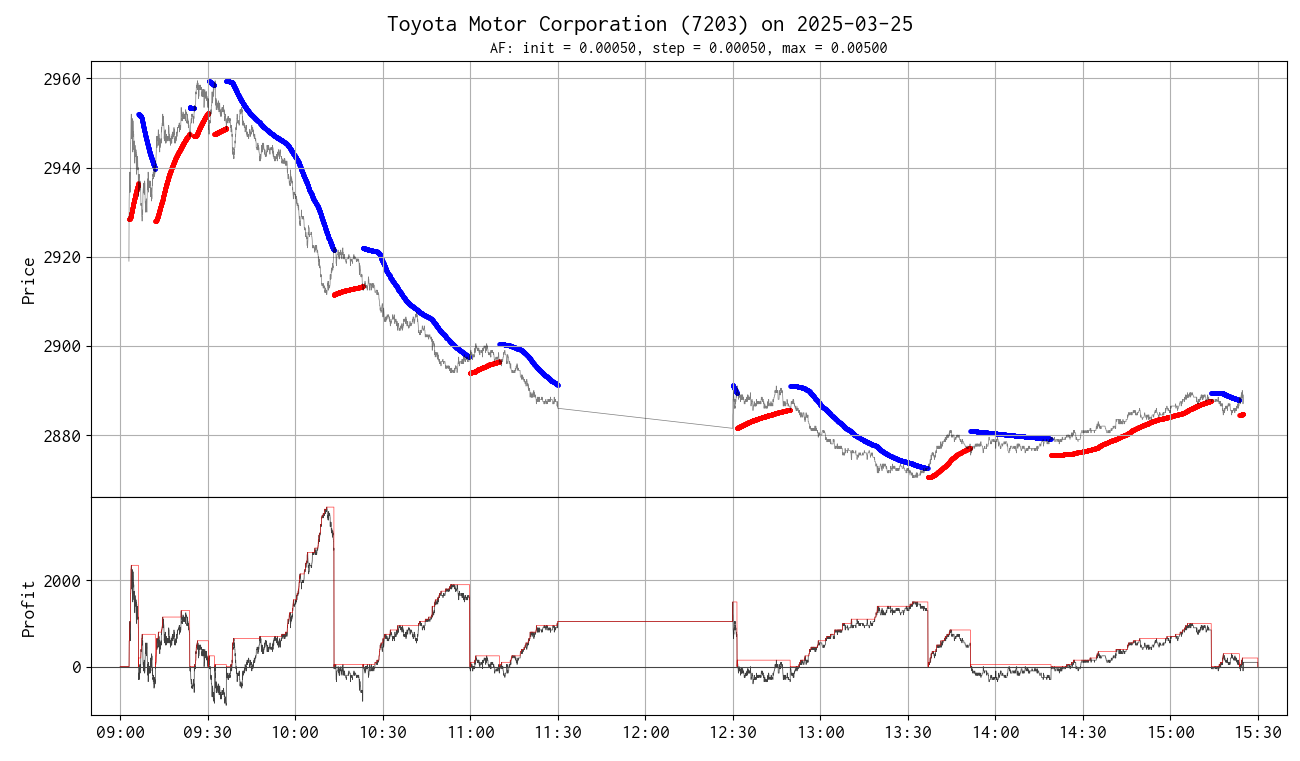 Toyota Motor Corporation (7203) on 2025-03-25
AF: init = 0.00050, step = 0.00050, max = 0.00500
Price
2960
2940
2920
2900
2880
Profit
2000
0
09:00 09:30 10:00 10:30 11:00 11:30 12:00 12:30 13:00 13:30 14:00 14:30 15:00 15:30